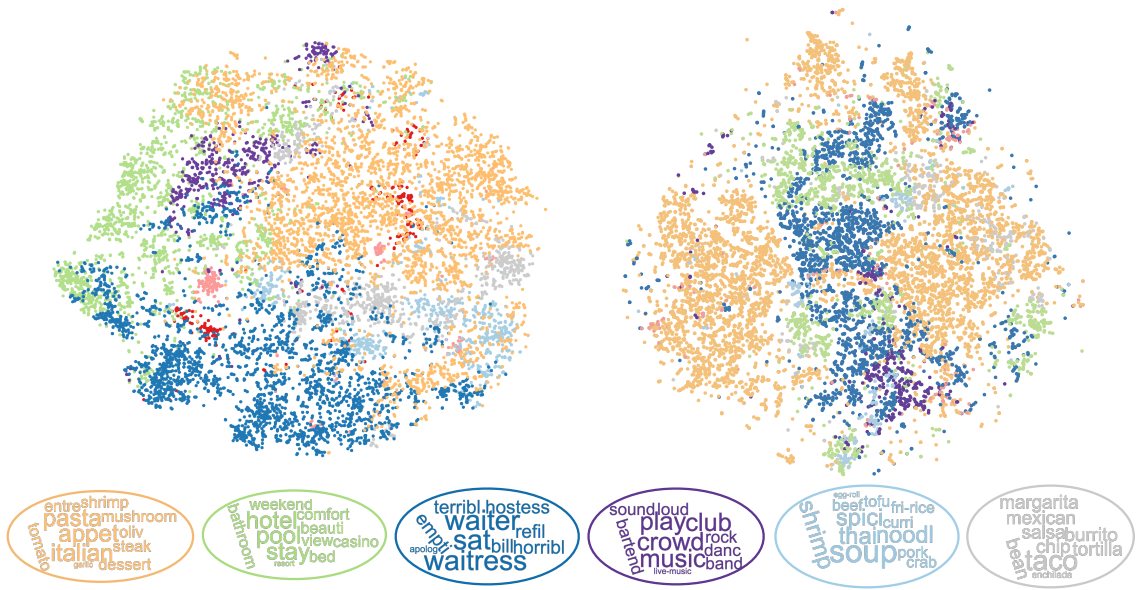 entre shrimp
pasta mushroom
tomato appet oliv
italian steak
garlic dessert
weekend
bathroom hotel comfort
pool beauti
view casino
stay bed
resort
terribl hostess
empti waiter refil
sat bill horribl
apolog
waitress
sound loud
play club
bartend crowd rock
danc
music band
live-music
egg-roll
shrimp beef tofu fri-rice
spici curri
thai noodl
soup pork
crab
margarita
mexican
salsa burrito
bean chip tortilla
taco
enchilada